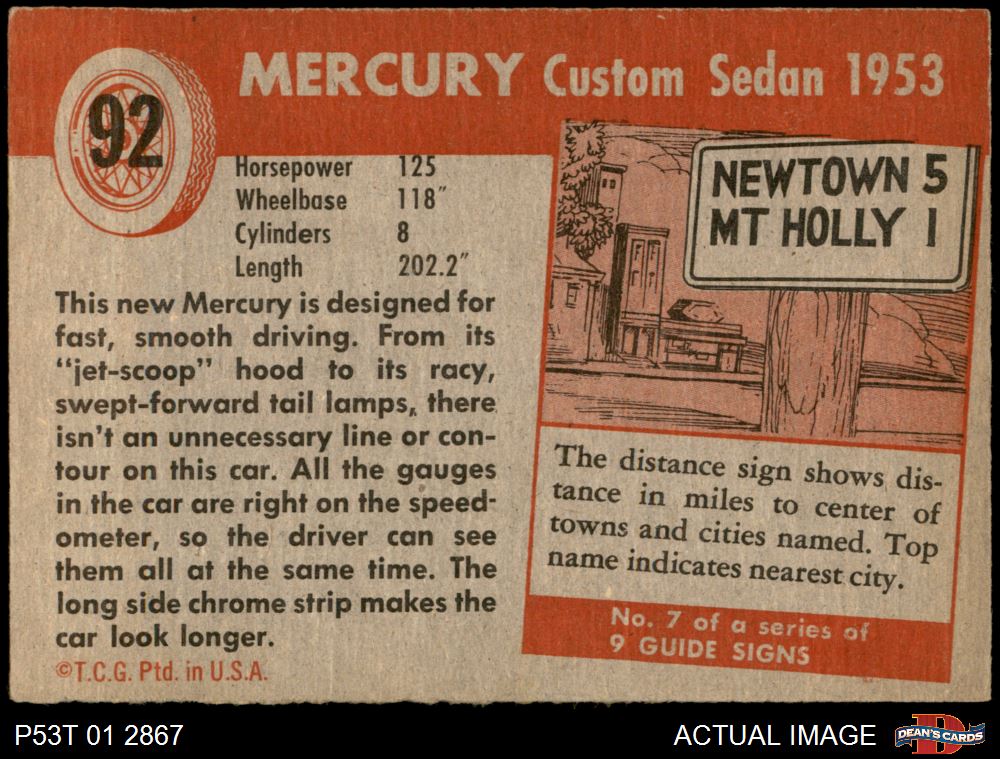 92
MERCURY Custom Sedan 1953
Horsepower 125
Wheelbase 118"
Cylinders 8
Length 202.2"
This new Mercury is designed for
fast, smooth driving. From its
"jet-scoop" hood to its racy,
swept-forward tail lamps, there
isn't an unnecessary line or con-
tour on this car. All the gauges
in the car are right on the speed-
ometer, so the driver can see
them all at the same time. The
long side chrome strip makes the
car look longer.
©T.C.G. Ptd. in U.S.A.
NEWTOWN 5
MT HOLLY 1
The distance sign shows dis-
tance in miles to center of
towns and cities named. Top
name indicates nearest city.
No. 7 of a series of
9 GUIDE SIGNS
P53T 01 2867
ACTUAL IMAGE
DEAN'S CARDS